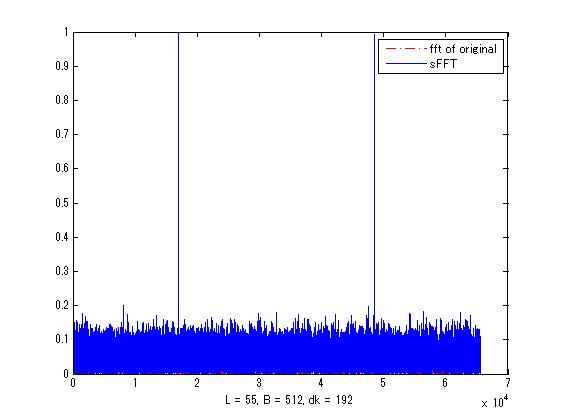 1
0.9
0.8
0.7
0.6
0.5
0.4
0.3
0.2
0.1
0
fft of original
sFFT
0 1 2 3 4 5 6 7
x 10^4
L = 55, B = 512, dk = 192